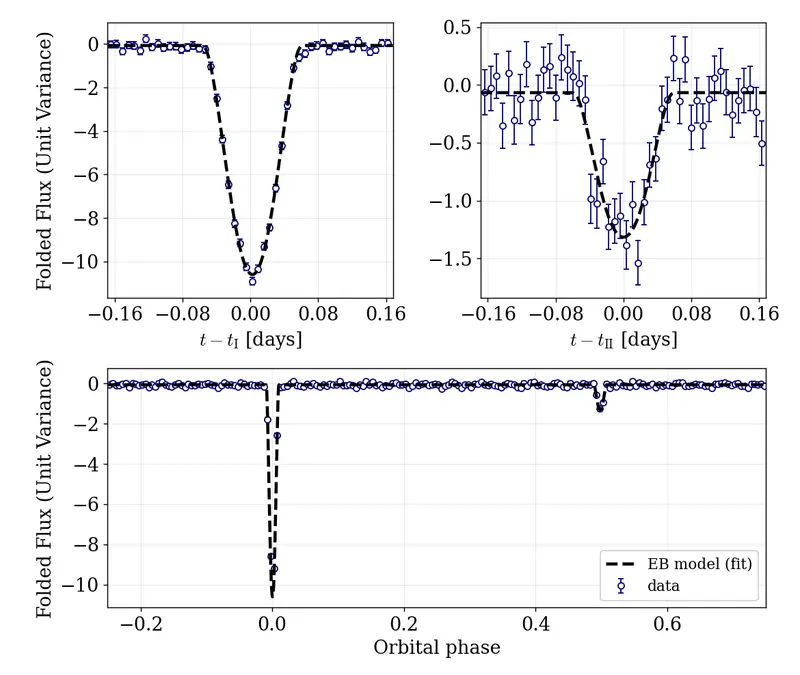 Folded Flux (Unit Variance)
0
−2
−4
−6
−8
−10
−0.16 −0.08 0.00 0.08 0.16
t − tI [days]
0.5
0.0
−0.5
−1.0
−1.5
−0.16 −0.08 0.00 0.08 0.16
t − tII [days]
Folded Flux (Unit Variance)
0
−2
−4
−6
−8
−10
EB model (fit)
data
−0.2 0.0 0.2 0.4 0.6
Orbital phase